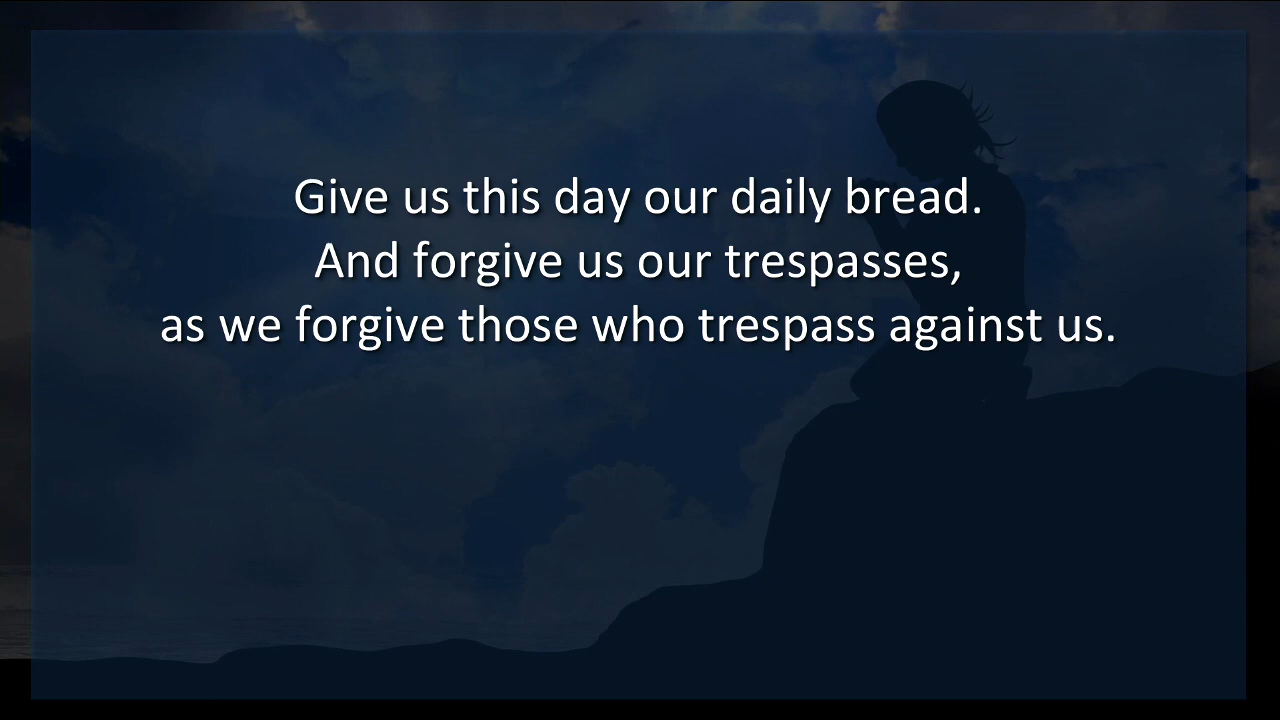 Give us this day our daily bread.
And forgive us our trespasses,
as we forgive those who trespass against us.